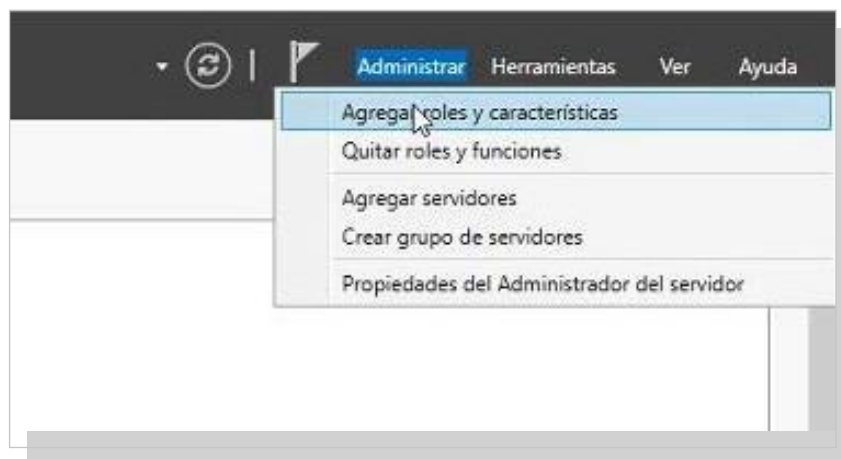 Administrar Herramientas Ver Ayuda
Agregar roles y características
Quitar roles y funciones
Agregar servidores
Crear grupo de servidores
Propiedades del Administrador del servidor